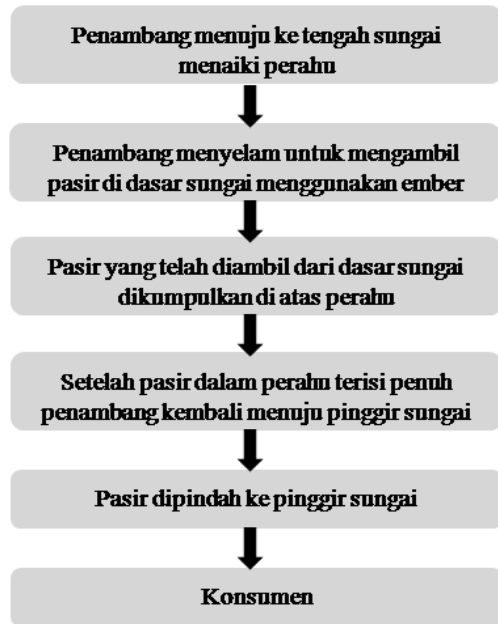 Penambang menuju ke tengah sungai
menaiki perahu
Penambang menyelam untuk mengambil
pasir di dasar sungai menggunakan ember
Pasir yang telah diambil dari dasar sungai
dikumpulkan di atas perahu
Setelah pasir dalam perahu terisi penuh
penambang kembali menuju pinggir sungai
Pasir dipindah ke pinggir sungai
Konsumen